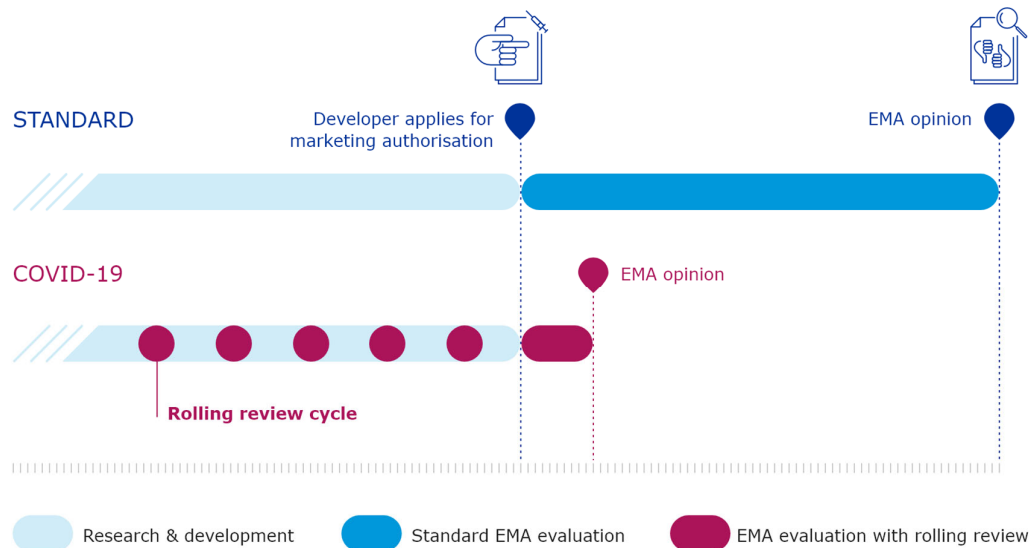 STANDARD
Developer applies for
marketing authorisation
EMA opinion
COVID-19
EMA opinion
Rolling review cycle
Research & development
Standard EMA evaluation
EMA evaluation with rolling review